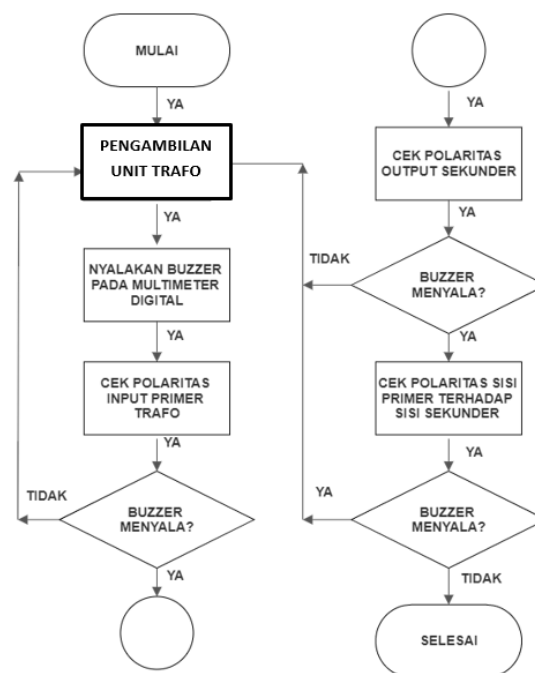 MULAI
YA
PENGAMBILAN
UNIT TRAFO
YA
NYALAKAN BUZZER
PADA MULTIMETER
DIGITAL
YA
CEK POLARITAS
INPUT PRIMER
TRAFO
YA
TIDAK
BUZZER
MENYALA?
YA
YA
CEK POLARITAS
OUTPUT SEKUNDER
YA
TIDAK
BUZZER
MENYALA?
YA
CEK POLARITAS SISI
PRIMER TERHADAP
SISI SEKUNDER
YA
YA
BUZZER
MENYALA?
TIDAK
SELESAI